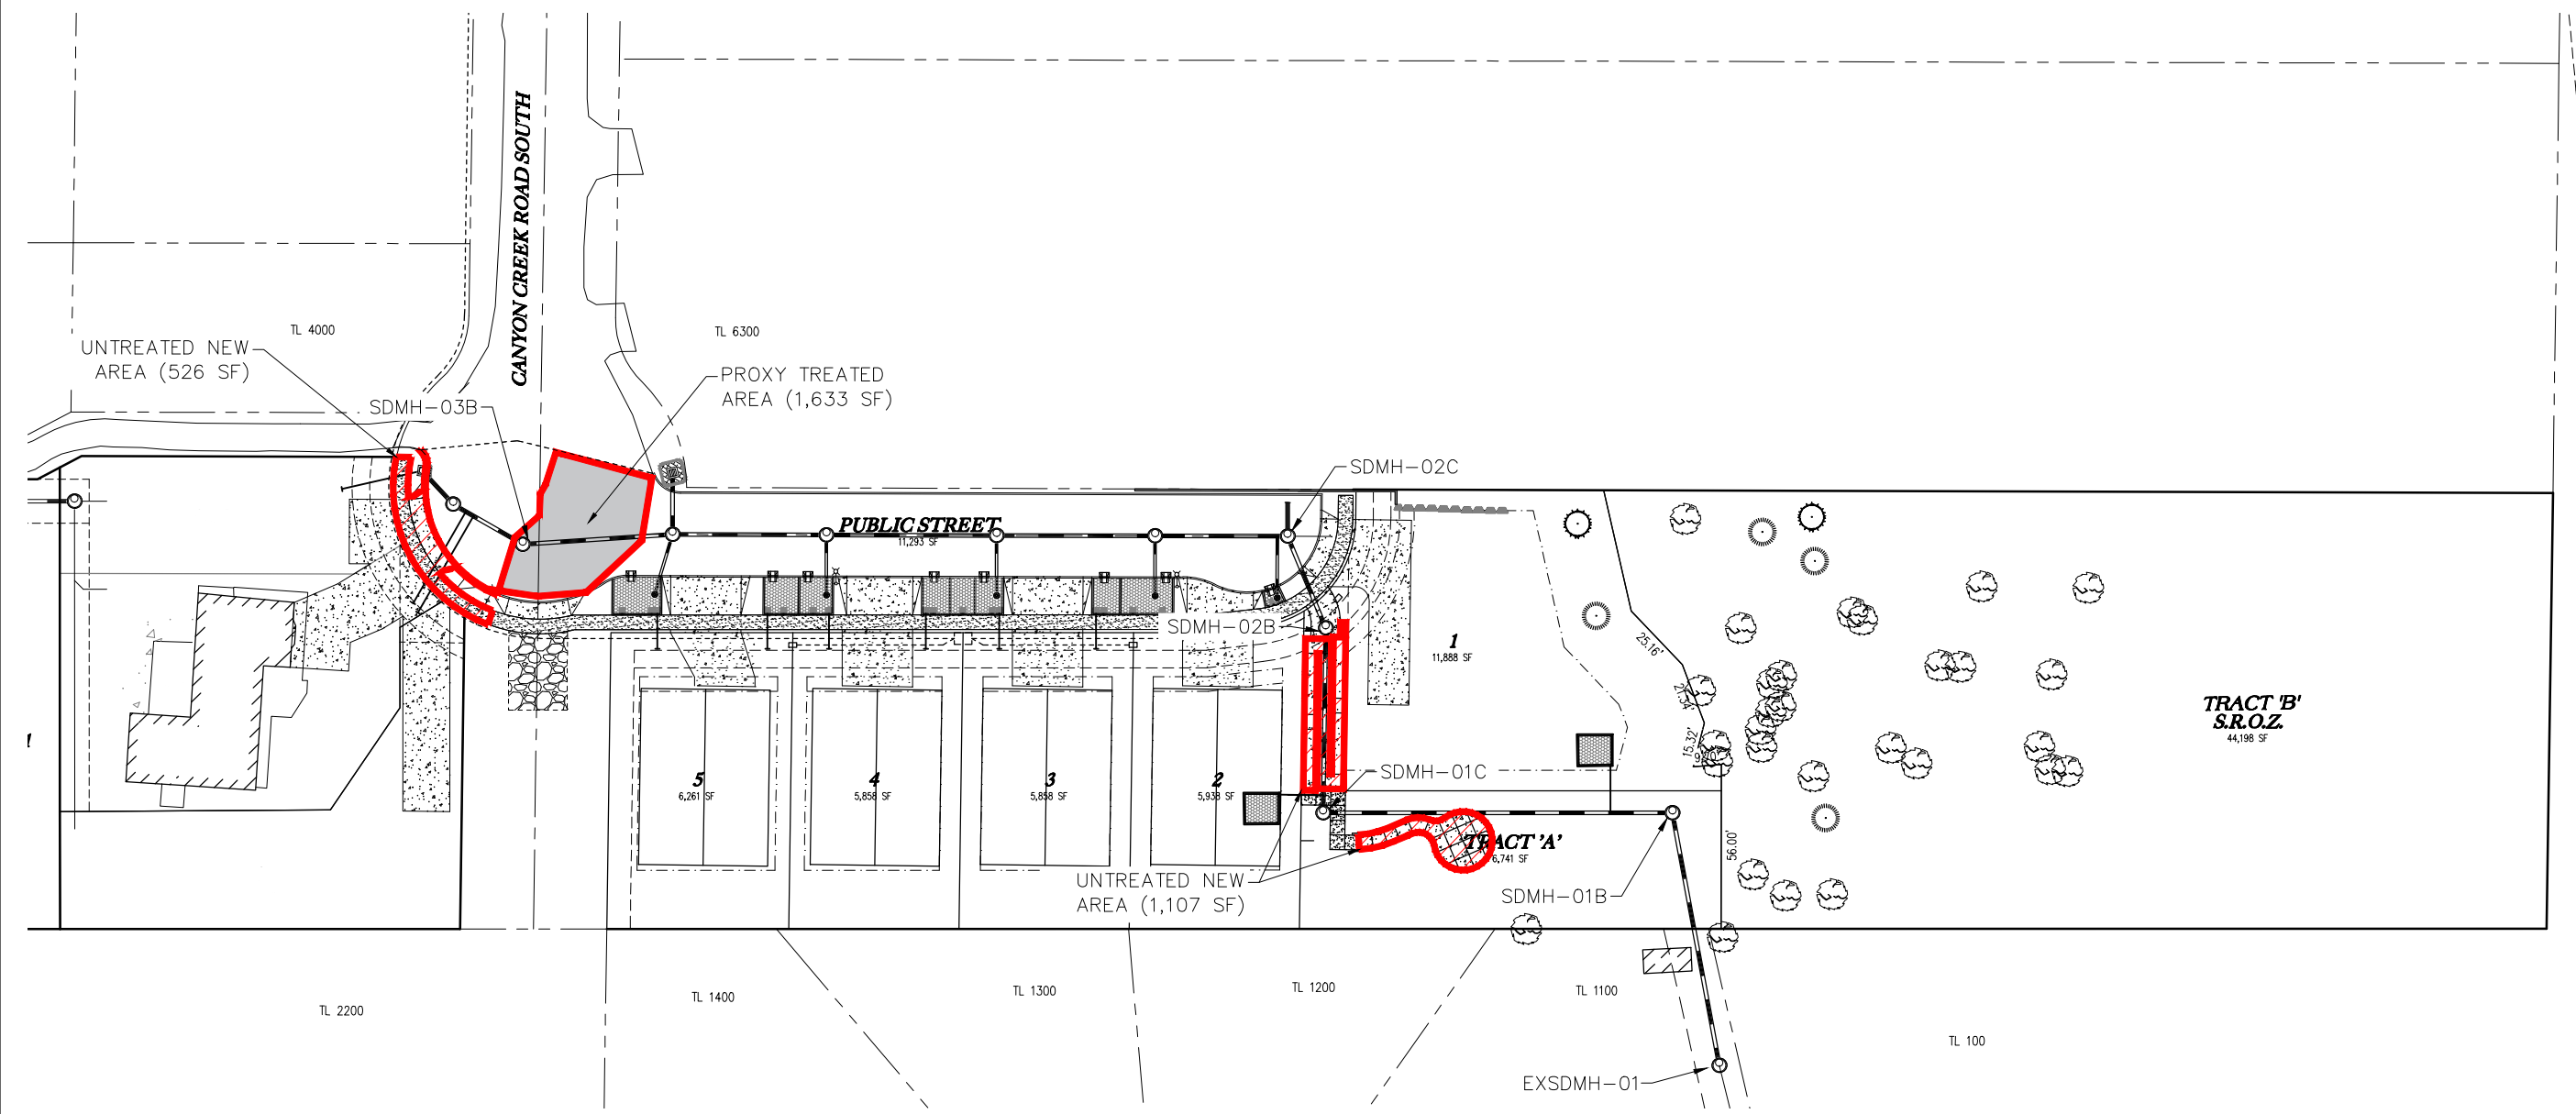 CANYON CREEK ROAD SOUTH
TL 4000
TL 6300
UNTREATED NEW
AREA (526 SF)
PROXY TREATED
AREA (1,633 SF)
SDMH-03B
SDMH-02C
PUBLIC STREET
11,293 SF
SDMH-02B
1
11,888 SF
25.16'
21.54'
15.32'
TRACT 'B'
S.R.O.Z.
44,198 SF
5
6,261 SF
4
5,858 SF
3
5,858 SF
2
5,938 SF
SDMH-01C
TRACT 'A'
6,741 SF
56.00'
UNTREATED NEW
AREA (1,107 SF)
SDMH-01B
TL 2200
TL 1400
TL 1300
TL 1200
TL 1100
TL 100
EXSDMH-01